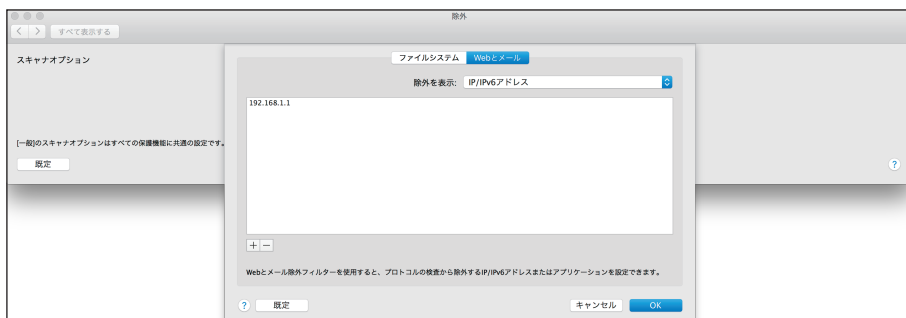 除外
すべて表示する
スキャナオプション
ファイルシステム Webとメール
除外を表示: IP/IPv6アドレス
192.168.1.1
[一般]のスキャナオプションはすべての保護機能に共通の設定です。
既定
?
+ −
Webとメール除外フィルターを使用すると、プロトコルの検査から除外するIP/IPv6アドレスまたはアプリケーションを設定できます。
? 既定 キャンセル OK